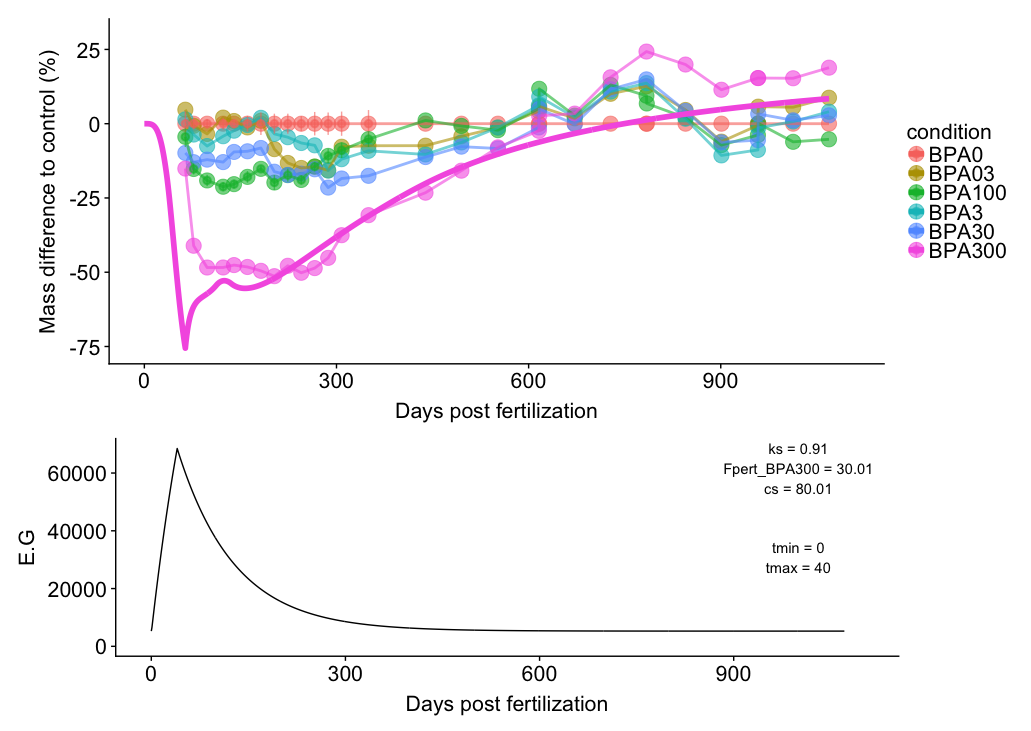 Mass difference to control (%)
25
0
-25
-50
-75
0 300 600 900
Days post fertilization
condition
BPA0
BPA03
BPA100
BPA3
BPA30
BPA300
E.G
60000
40000
20000
0
ks = 0.91
Fpert_BPA300 = 30.01
cs = 80.01
tmin = 0
tmax = 40
0 300 600 900
Days post fertilization